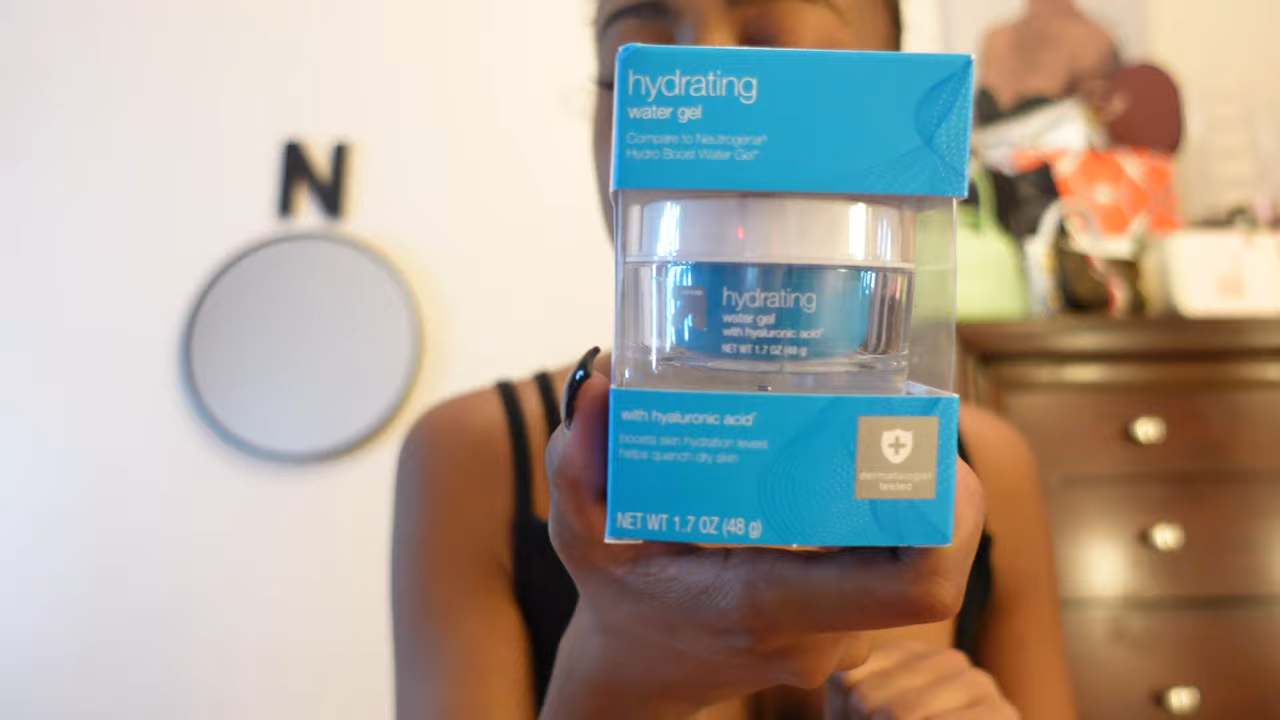 N
hydrating
water gel
Compare to Neutrogena®
Hydro Boost Water Gel*
hydrating
water gel
with hyaluronic acid*
NET WT 1.7 OZ (48 g)
with hyaluronic acid*
boosts skin hydration levels
helps quench dry skin
dermatologist
tested
NET WT 1.7 OZ (48 g)